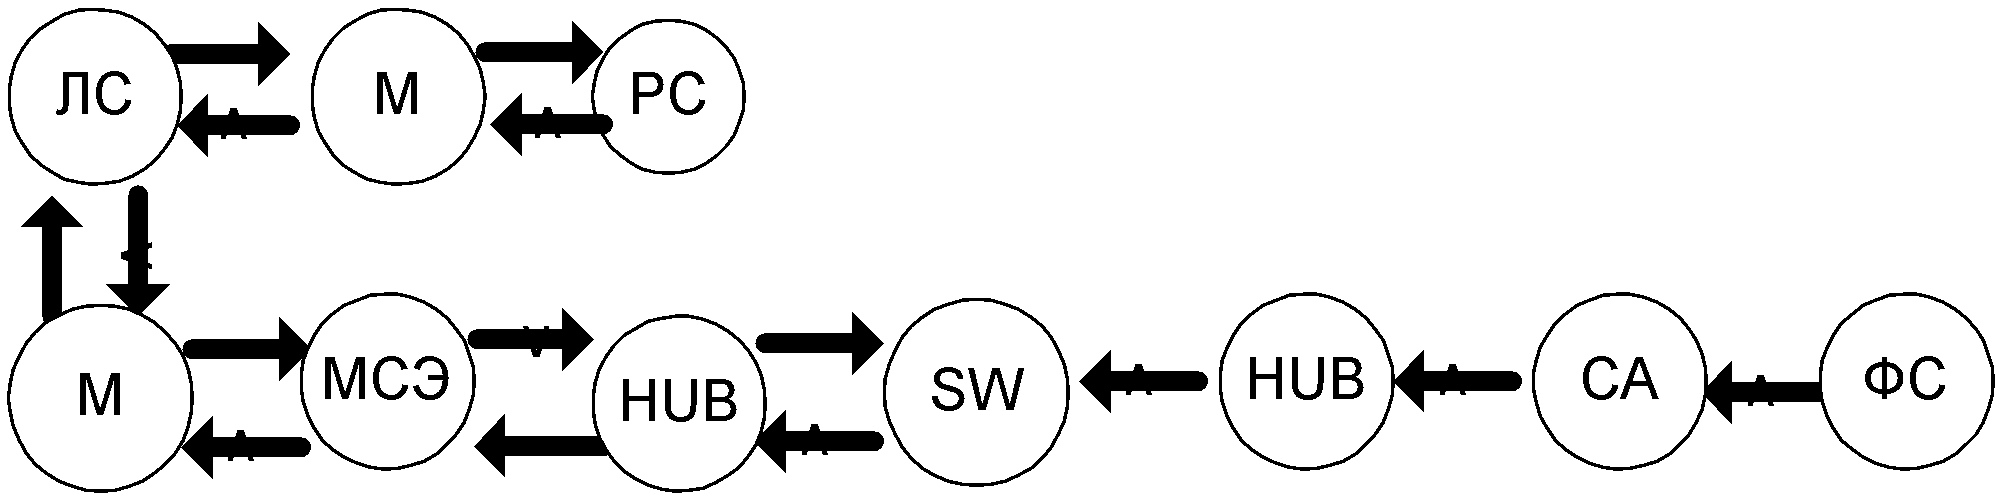 ЛС М РС
М МСЭ HUB SW HUB СА ФС